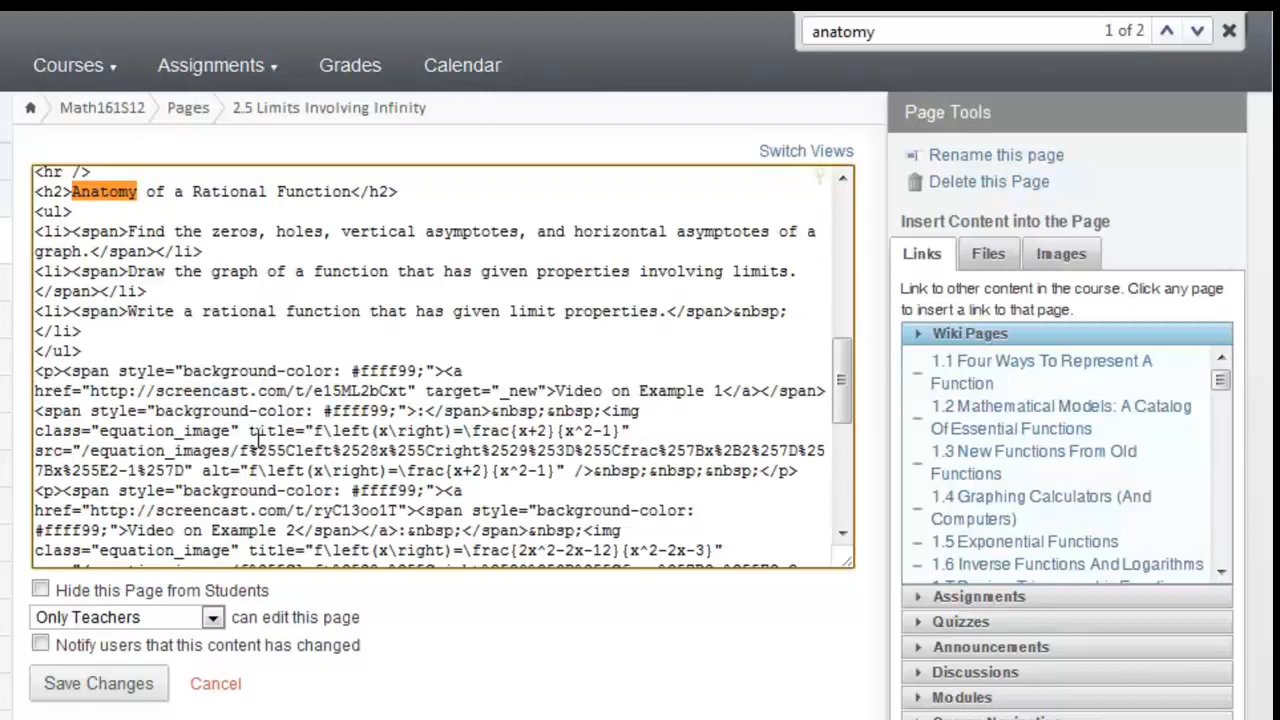 anatomy 1 of 2
Courses Assignments Grades Calendar
Math161S12 Pages 2.5 Limits Involving Infinity
Switch Views
<hr />
<h2>Anatomy of a Rational Function</h2>
<ul>
<li><span>Find the zeros, holes, vertical asymptotes, and horizontal asymptotes of a
graph.</span></li>
<li><span>Draw the graph of a function that has given properties involving limits.
</span></li>
<li><span>Write a rational function that has given limit properties.</span>&nbsp;
</li>
</ul>
<p><span style="background-color: #ffff99;"><a
href="http://screencast.com/t/e15ML2bCxt" target="_new">Video on Example 1</a></span>
<span style="background-color: #ffff99;">:</span>&nbsp;&nbsp;<img
class="equation_image" title="f\left(x\right)=\frac{x+2}{x^2-1}"
src="/equation_images/f%255Cleft%2528x%255Cright%2529%253D%255Cfrac%257Bx%2B2%257D%25
7Bx%255E2-1%257D" alt="f\left(x\right)=\frac{x+2}{x^2-1}" />&nbsp;&nbsp;&nbsp;</p>
<p><span style="background-color: #ffff99;"><a
href="http://screencast.com/t/ryC13oo1T"><span style="background-color:
#ffff99;">Video on Example 2</span></a>:&nbsp;</span>&nbsp;<img
class="equation_image" title="f\left(x\right)=\frac{2x^2-2x-12}{x^2-2x-3}"
Hide this Page from Students
Only Teachers can edit this page
Notify users that this content has changed
Save Changes Cancel
Page Tools
Rename this page
Delete this Page
Insert Content into the Page
Links Files Images
Link to other content in the course. Click any page
to insert a link to that page.
Wiki Pages
1.1 Four Ways To Represent A
Function
1.2 Mathematical Models: A Catalog
Of Essential Functions
1.3 New Functions From Old
Functions
1.4 Graphing Calculators (And
Computers)
1.5 Exponential Functions
1.6 Inverse Functions And Logarithms
Assignments
Quizzes
Announcements
Discussions
Modules